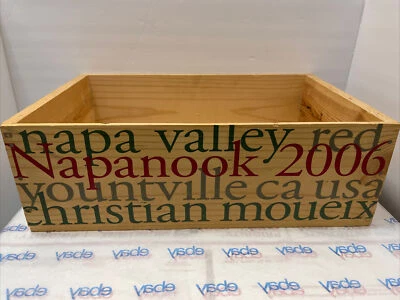 napa valley red
Napanook 2006
yountville ca usa
christian moueix